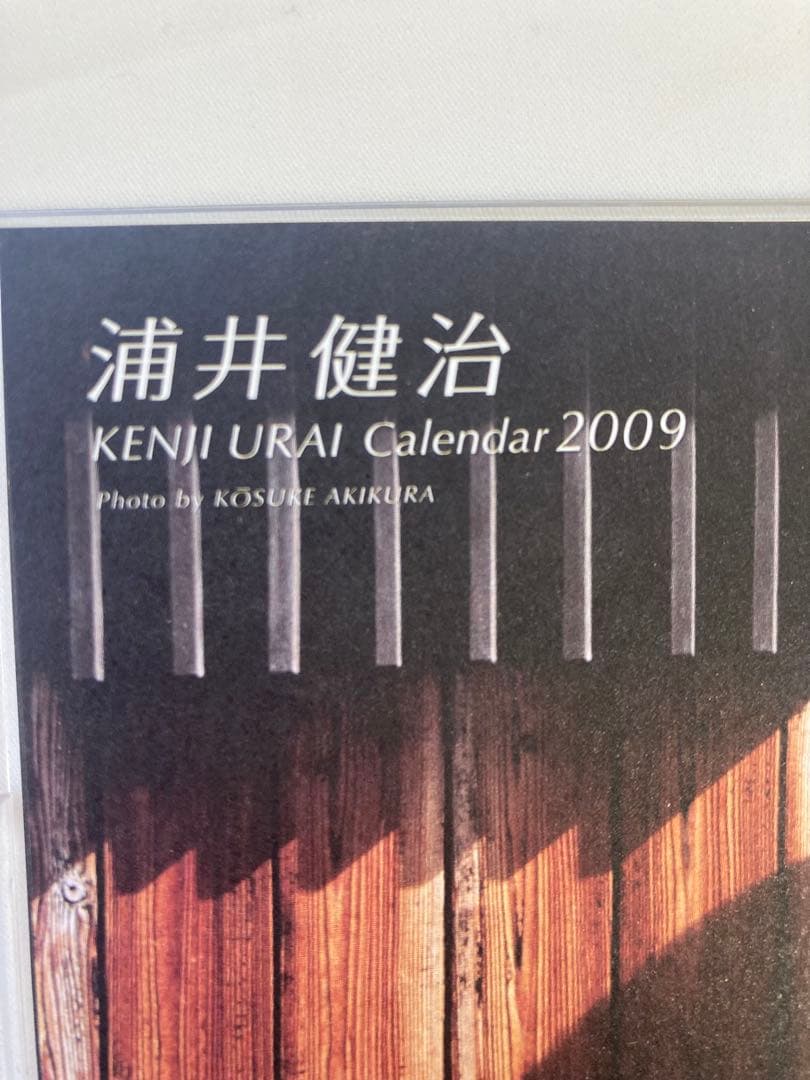 浦井健治
KENJI URAI Calendar 2009
Photo by KŌSUKE AKIKURA